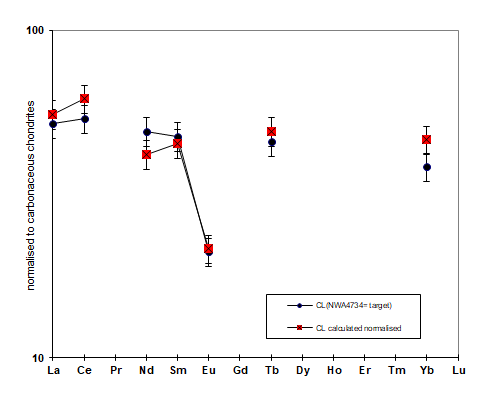 100
normalised to carbonaceous chondrites
CL(NWA4734= target)
CL calculated normalised
10
La Ce Pr Nd Sm Eu Gd Tb Dy Ho Er Tm Yb Lu